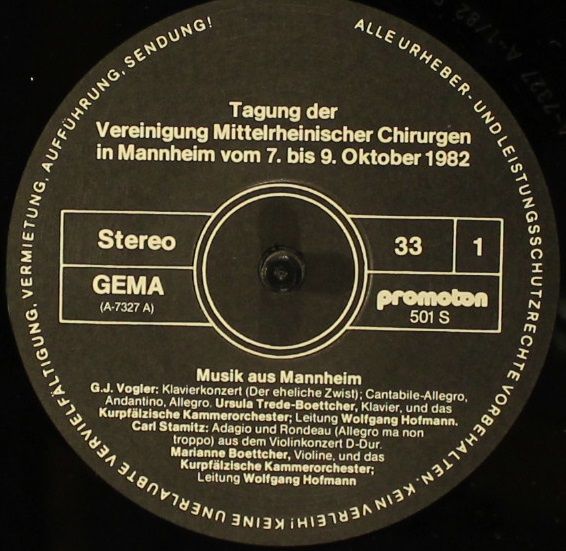 ALLE URHEBER- UND LEISTUNGSSCHUTZRECHTE VORBEHALTEN. KEIN VERLEIH! KEINE UNERLAUBTE VERVIELFÄLTIGUNG, VERMIETUNG, AUFFÜHRUNG, SENDUNG!
Tagung der
Vereinigung Mittelrheinischer Chirurgen
in Mannheim vom 7. bis 9. Oktober 1982
Stereo
33
1
GEMA
(A-7327 A)
promoton
501 S
Musik aus Mannheim
G.J. Vogler: Klavierkonzert (Der eheliche Zwist); Cantabile-Allegro,
Andantino, Allegro. Ursula Trede-Boettcher, Klavier, und das
Kurpfälzische Kammerorchester; Leitung Wolfgang Hofmann.
Carl Stamitz: Adagio und Rondeau (Allegro ma non
troppo) aus dem Violinkonzert D-Dur.
Marianne Boettcher, Violine, und das
Kurpfälzische Kammerorchester;
Leitung Wolfgang Hofmann